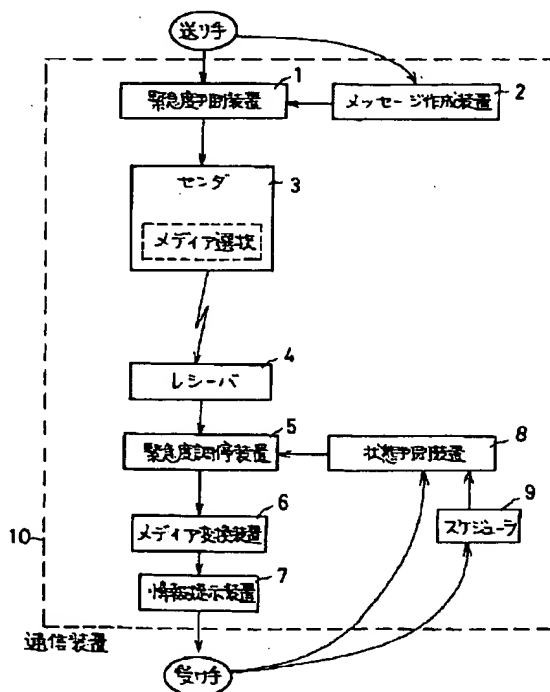 送り手
1
緊急度予測装置
2
メッセージ作成装置
3
センダ
メディア選択
4
レシーバ
5
緊急度調停装置
8
状態予測装置
9
スケジューラ
6
メディア変換装置
10
7
情報提示装置
通信装置
受け手